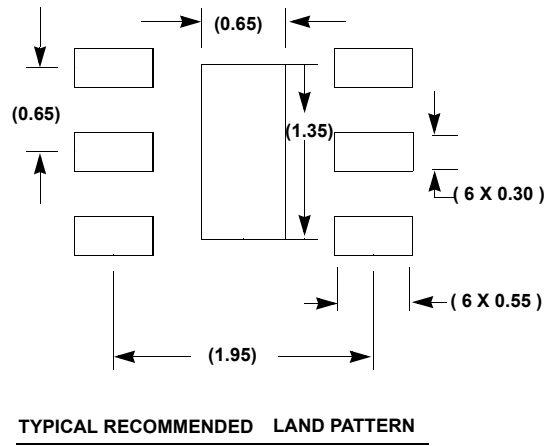 (0.65)
(0.65)
(1.35)
( 6 X 0.30 )
( 6 X 0.55 )
(1.95)
TYPICAL RECOMMENDED LAND PATTERN